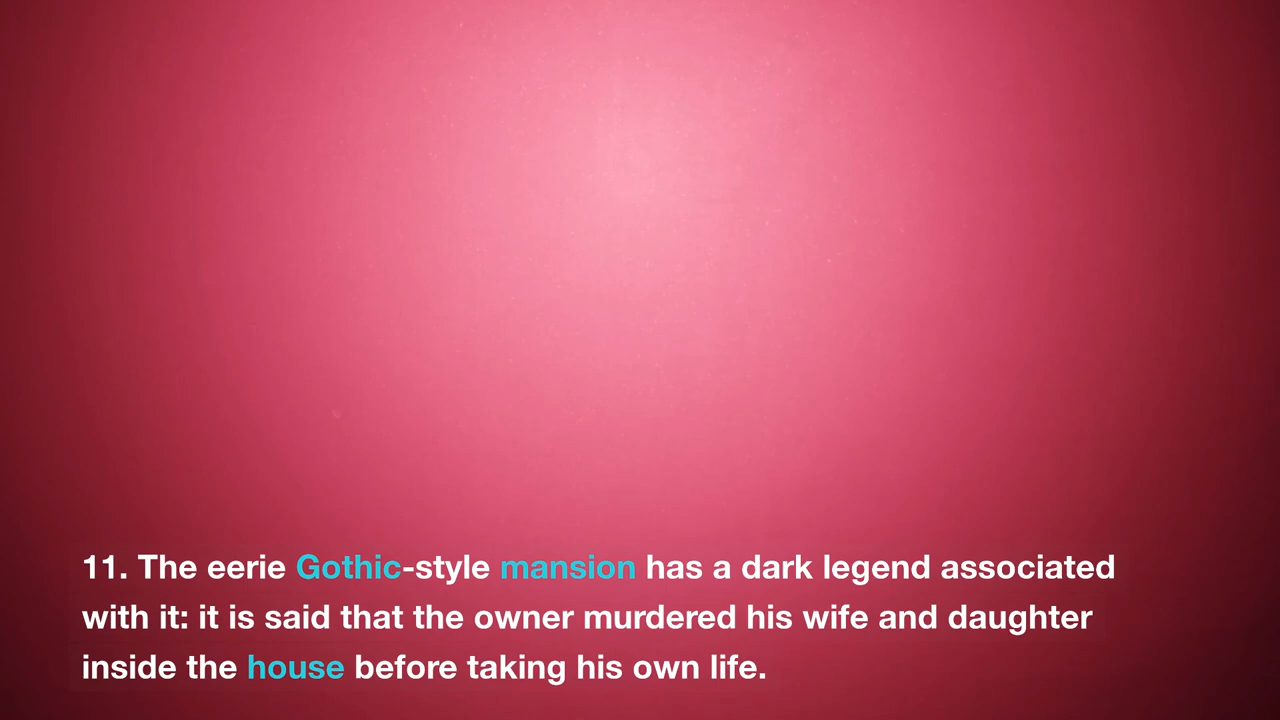 11. The eerie Gothic-style mansion has a dark legend associated
with it: it is said that the owner murdered his wife and daughter
inside the house before taking his own life.